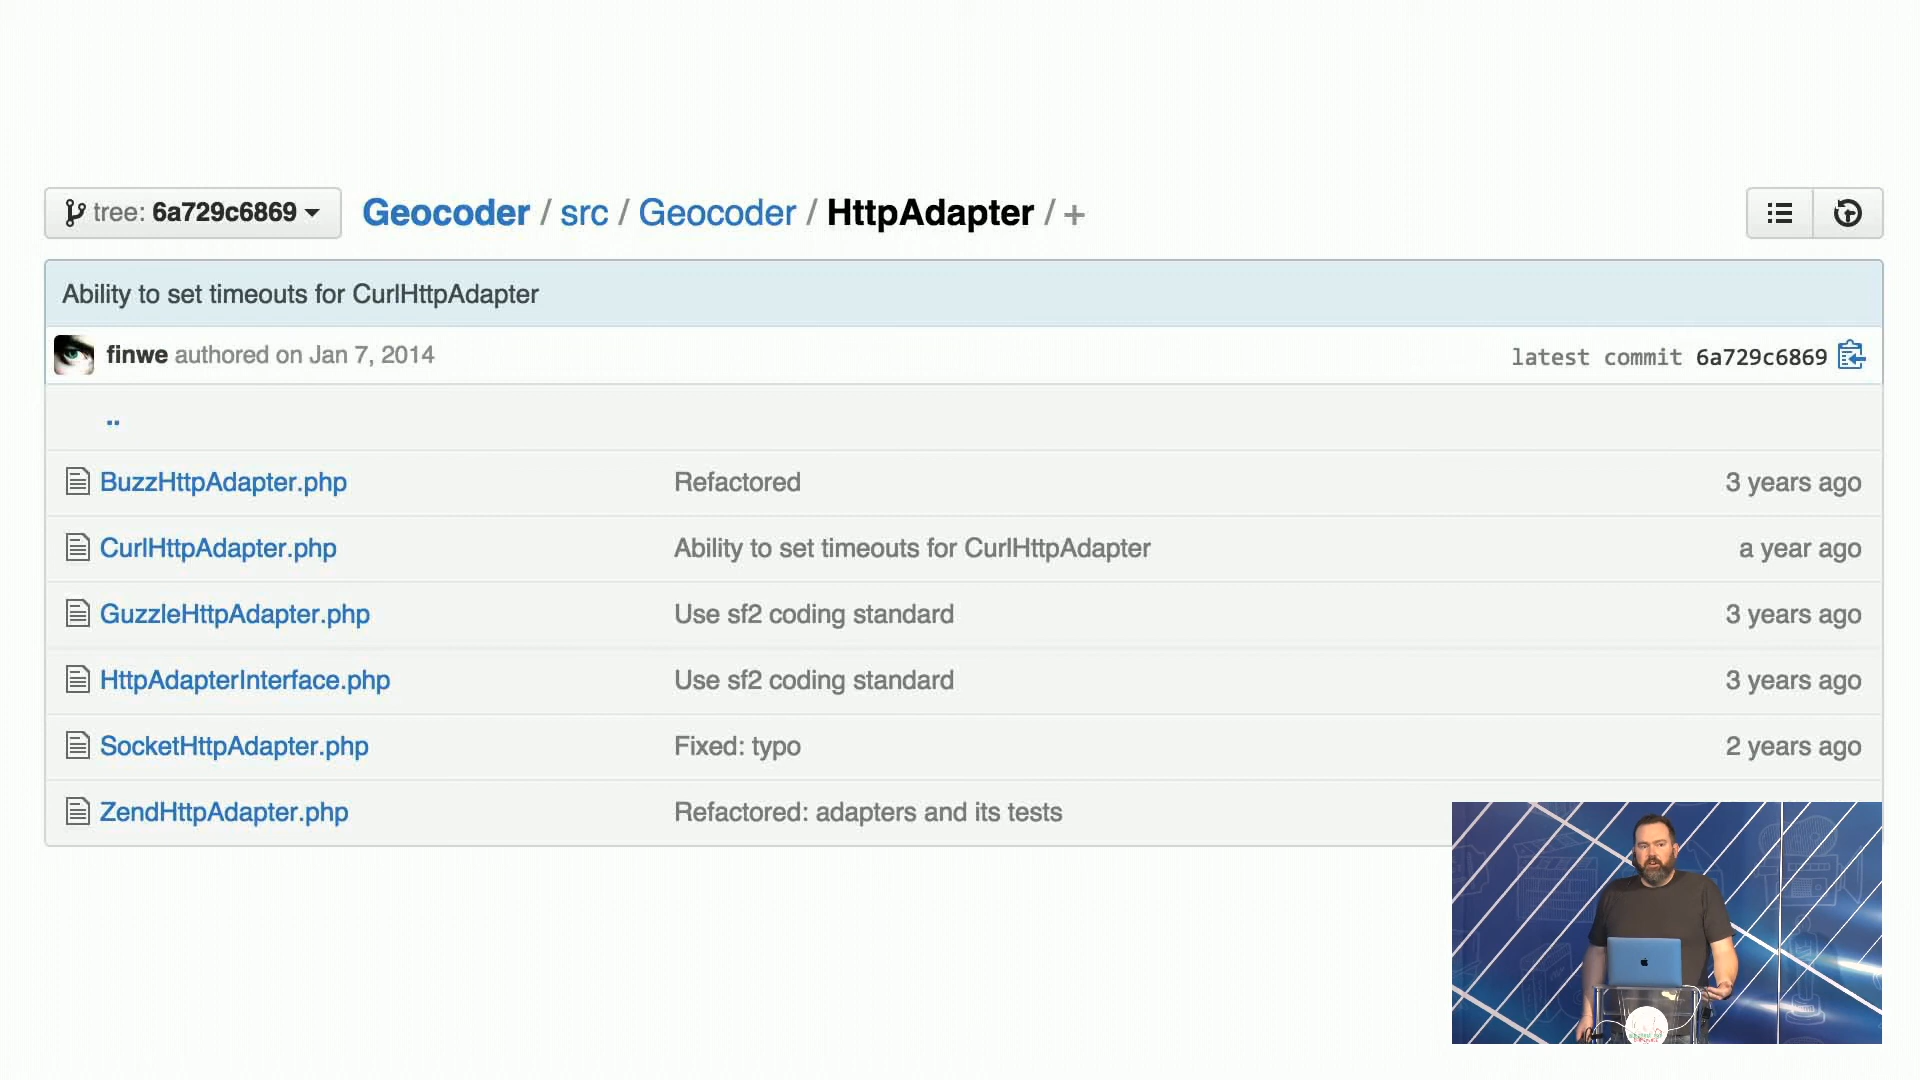 tree: 6a729c6869
Geocoder / src / Geocoder / HttpAdapter / +
Ability to set timeouts for CurlHttpAdapter
finwe authored on Jan 7, 2014
latest commit 6a729c6869
..
BuzzHttpAdapter.php Refactored 3 years ago
CurlHttpAdapter.php Ability to set timeouts for CurlHttpAdapter a year ago
GuzzleHttpAdapter.php Use sf2 coding standard 3 years ago
HttpAdapterInterface.php Use sf2 coding standard 3 years ago
SocketHttpAdapter.php Fixed: typo 2 years ago
ZendHttpAdapter.php Refactored: adapters and its tests